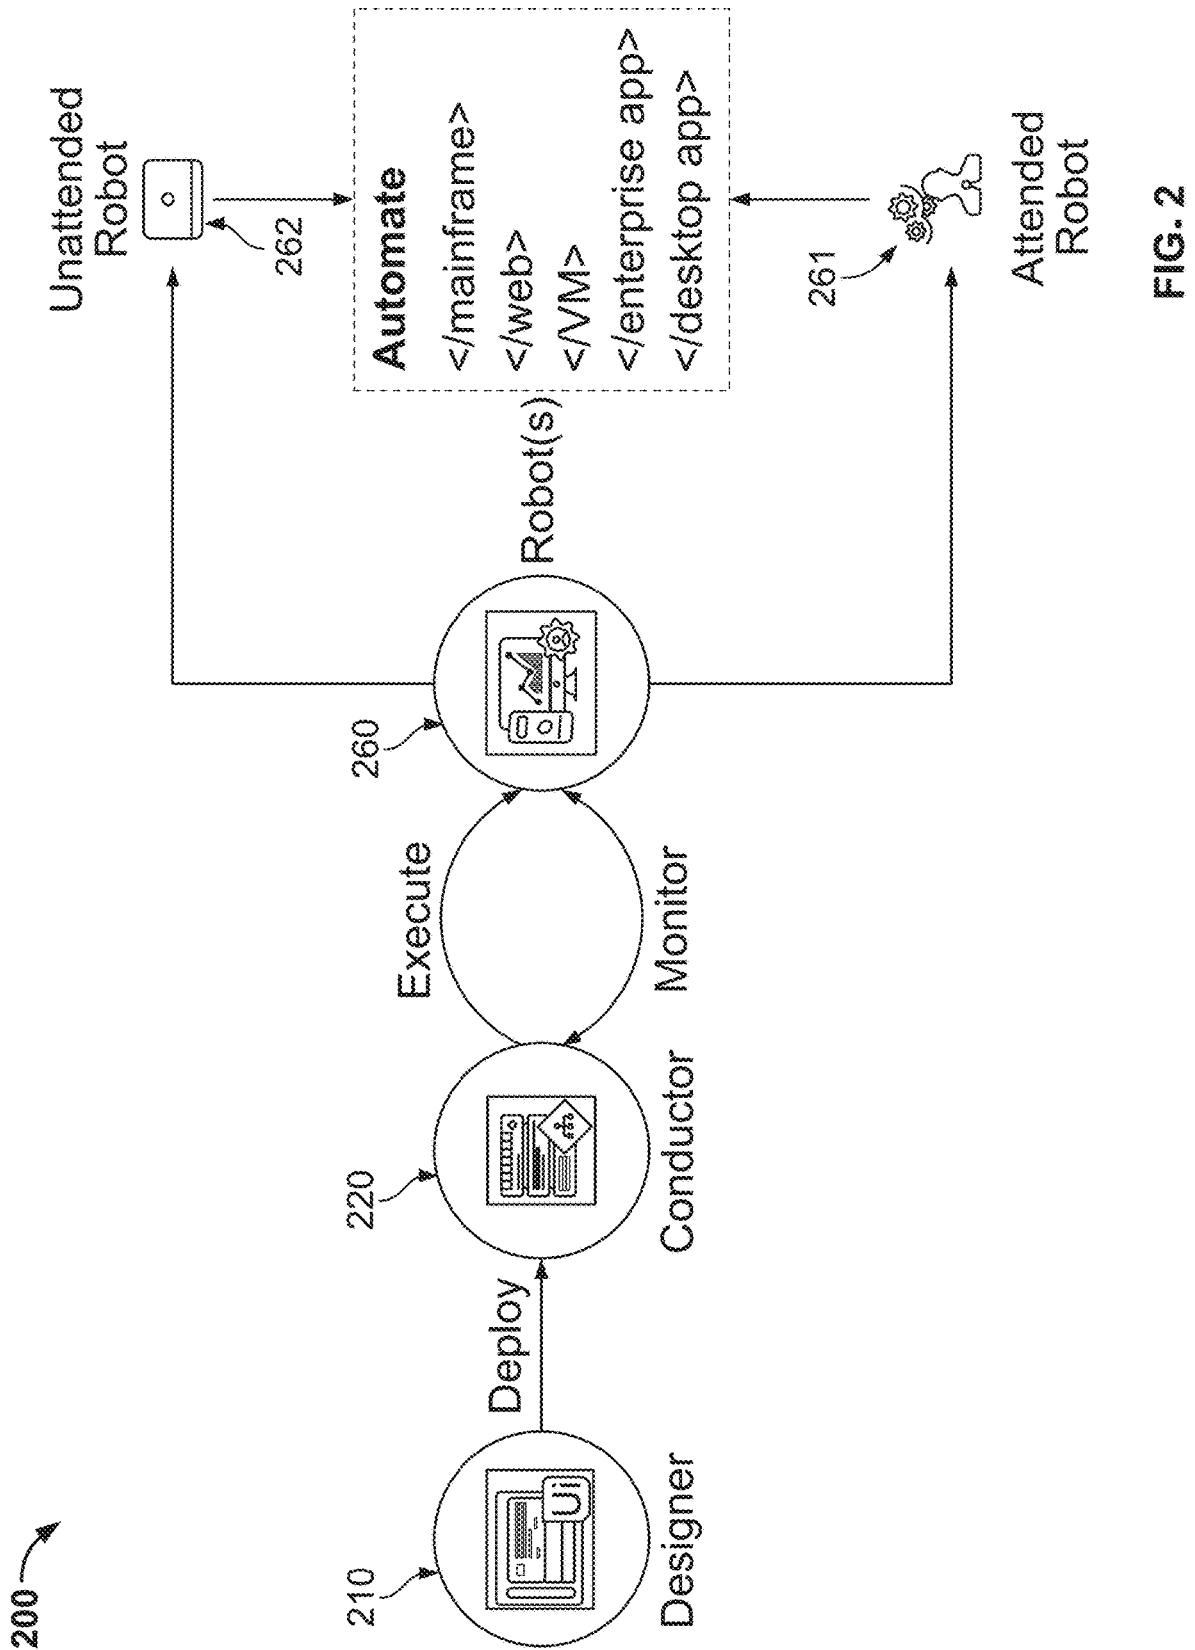 200
210
Ui
Designer
Deploy
220
Conductor
Execute
Monitor
260
Robot(s)
Unattended
Robot
262
Automate
</mainframe>
</web>
</VM>
</enterprise app>
</desktop app>
261
Attended
Robot
FIG. 2